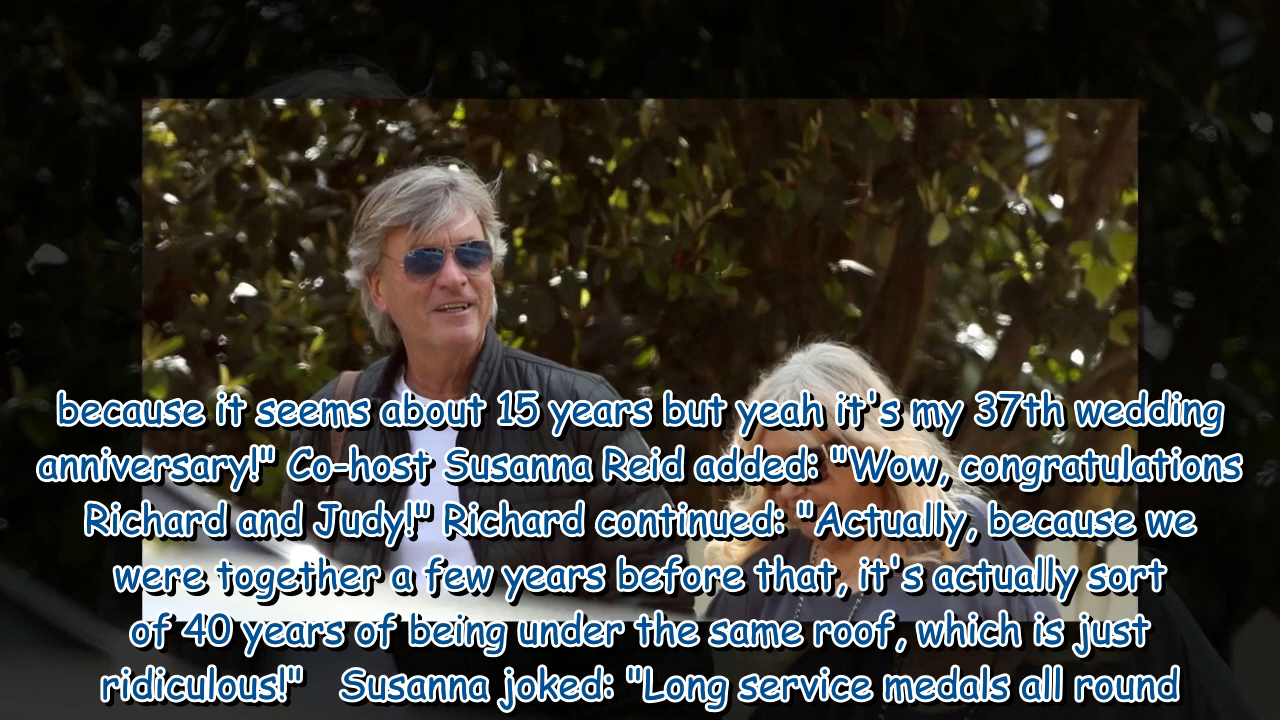 because it seems about 15 years but yeah it's my 37th wedding
anniversary!" Co-host Susanna Reid added: "Wow, congratulations
Richard and Judy!" Richard continued: "Actually, because we
were together a few years before that, it's actually sort
of 40 years of being under the same roof, which is just
ridiculous!"   Susanna joked: "Long service medals all round